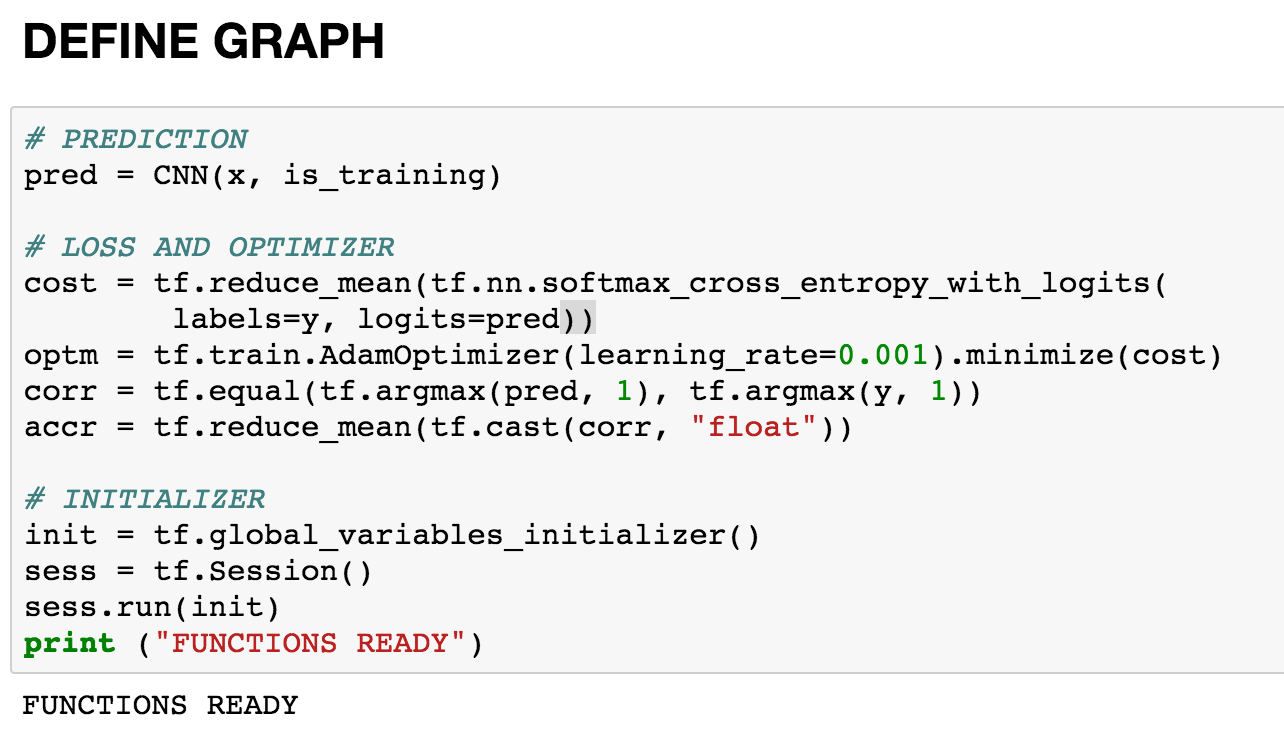 DEFINE GRAPH
# PREDICTION
pred = CNN(x, is_training)
# LOSS AND OPTIMIZER
cost = tf.reduce_mean(tf.nn.softmax_cross_entropy_with_logits(
        labels=y, logits=pred))
optm = tf.train.AdamOptimizer(learning_rate=0.001).minimize(cost)
corr = tf.equal(tf.argmax(pred, 1), tf.argmax(y, 1))
accr = tf.reduce_mean(tf.cast(corr, "float"))
# INITIALIZER
init = tf.global_variables_initializer()
sess = tf.Session()
sess.run(init)
print ("FUNCTIONS READY")
FUNCTIONS READY